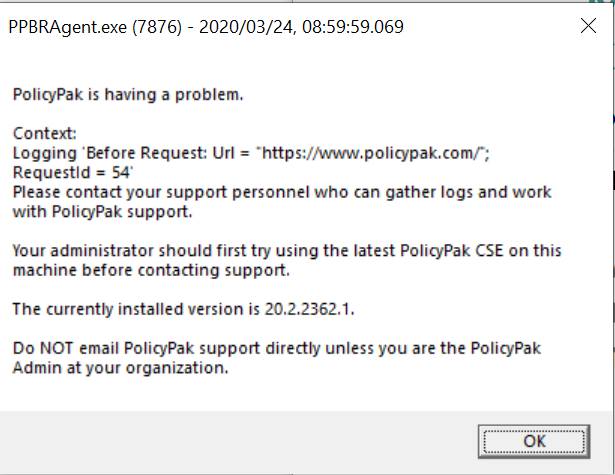 PPBRAgent.exe (7876) - 2020/03/24, 08:59:59.069
PolicyPak is having a problem.
Context:
Logging 'Before Request: Url = "https://www.policypak.com/";
RequestId = 54'
Please contact your support personnel who can gather logs and work
with PolicyPak support.
Your administrator should first try using the latest PolicyPak CSE on this
machine before contacting support.
The currently installed version is 20.2.2362.1.
Do NOT email PolicyPak support directly unless you are the PolicyPak
Admin at your organization.
OK